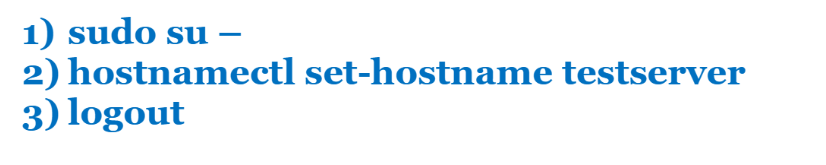 1) sudo su –
2) hostnamectl set-hostname testserver
3) logout